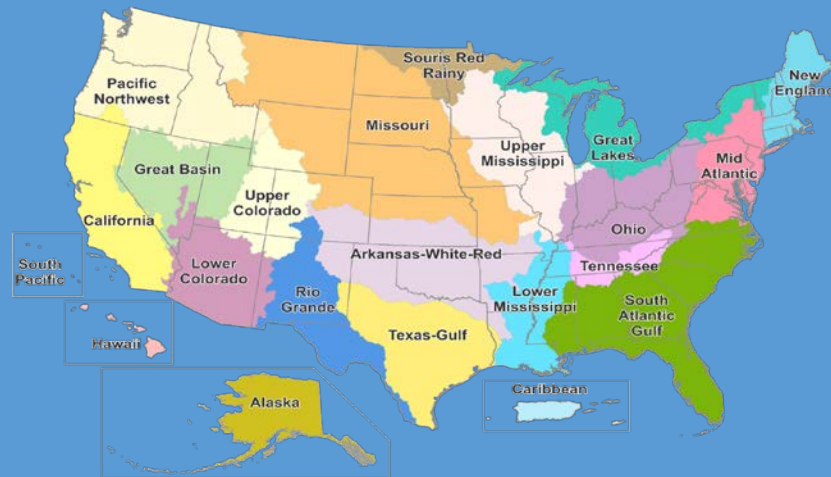 Souris Red
Rainy
New
England
Pacific
Northwest
Missouri
Upper
Mississippi
Great
Lakes
Mid
Atlantic
Great Basin
Upper
Colorado
California
Ohio
Arkansas-White-Red
Tennessee
South
Pacific
Lower
Colorado
Rio
Grande
Lower
Mississippi
South
Atlantic
Gulf
Texas-Gulf
Hawaii
Caribbean
Alaska